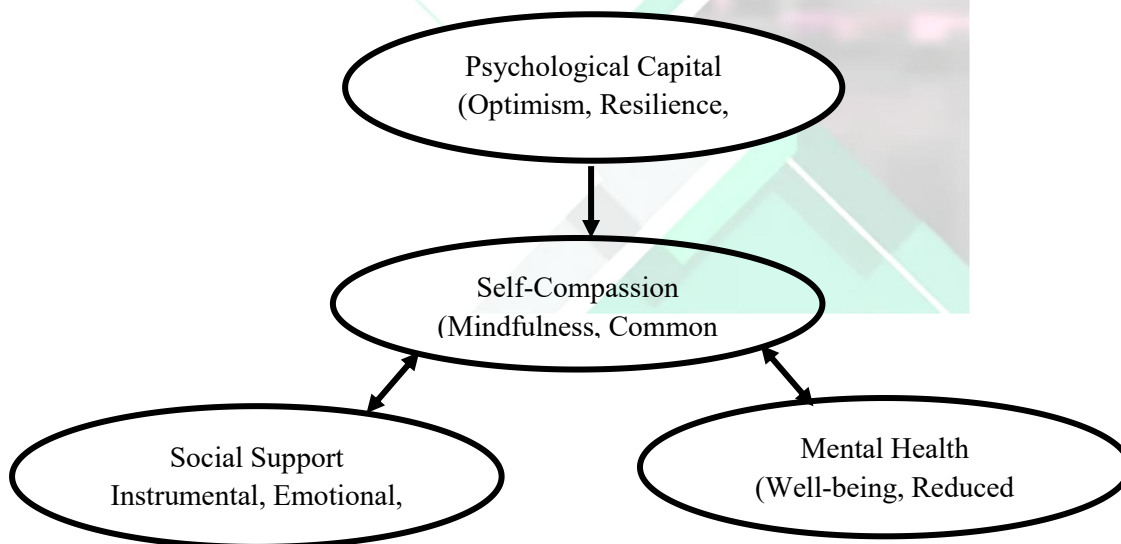 Psychological Capital
(Optimism, Resilience,
Self-Compassion
(Mindfulness, Common
Social Support
Instrumental, Emotional,
Mental Health
(Well-being, Reduced